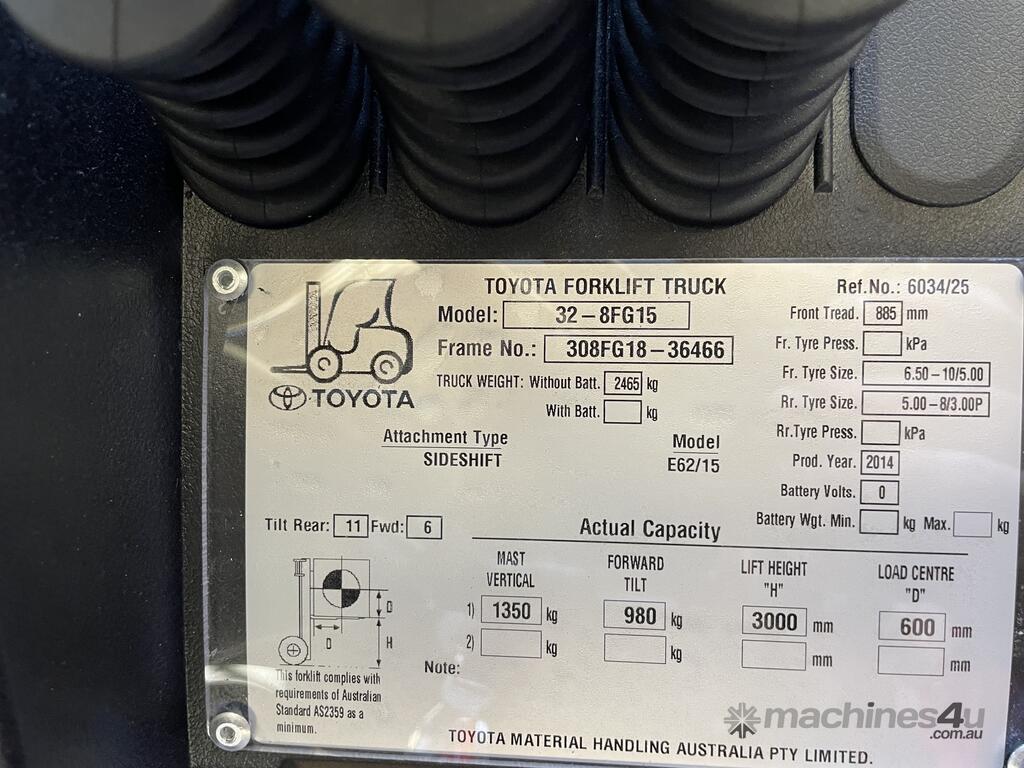 TOYOTA FORKLIFT TRUCK
Ref.No.: 6034/25
Model: 32-8FG15
Front Tread. 885 mm
Frame No.: 308FG18-36466
Fr. Tyre Press. kPa
TRUCK WEIGHT: Without Batt. 2465 kg
Fr. Tyre Size. 6.50-10/5.00
With Batt. kg
Rr. Tyre Size. 5.00-8/3.00P
TOYOTA
Attachment Type Model
Rr.Tyre Press. kPa
SIDESHIFT E62/15
Prod. Year. 2014
Battery Volts. 0
Battery Wgt. Min. kg Max. kg
Tilt Rear: 11 Fwd: 6
Actual Capacity
MAST VERTICAL
FORWARD TILT
LIFT HEIGHT "H"
LOAD CENTRE "D"
1) 1350 kg 980 kg 3000 mm 600 mm
2) kg kg mm mm
D
D
H
Note:
This forklift complies with
requirements of Australian
Standard AS2359 as a
minimum.
TOYOTA MATERIAL HANDLING AUSTRALIA PTY LIMITED.
machines4u
.com.au